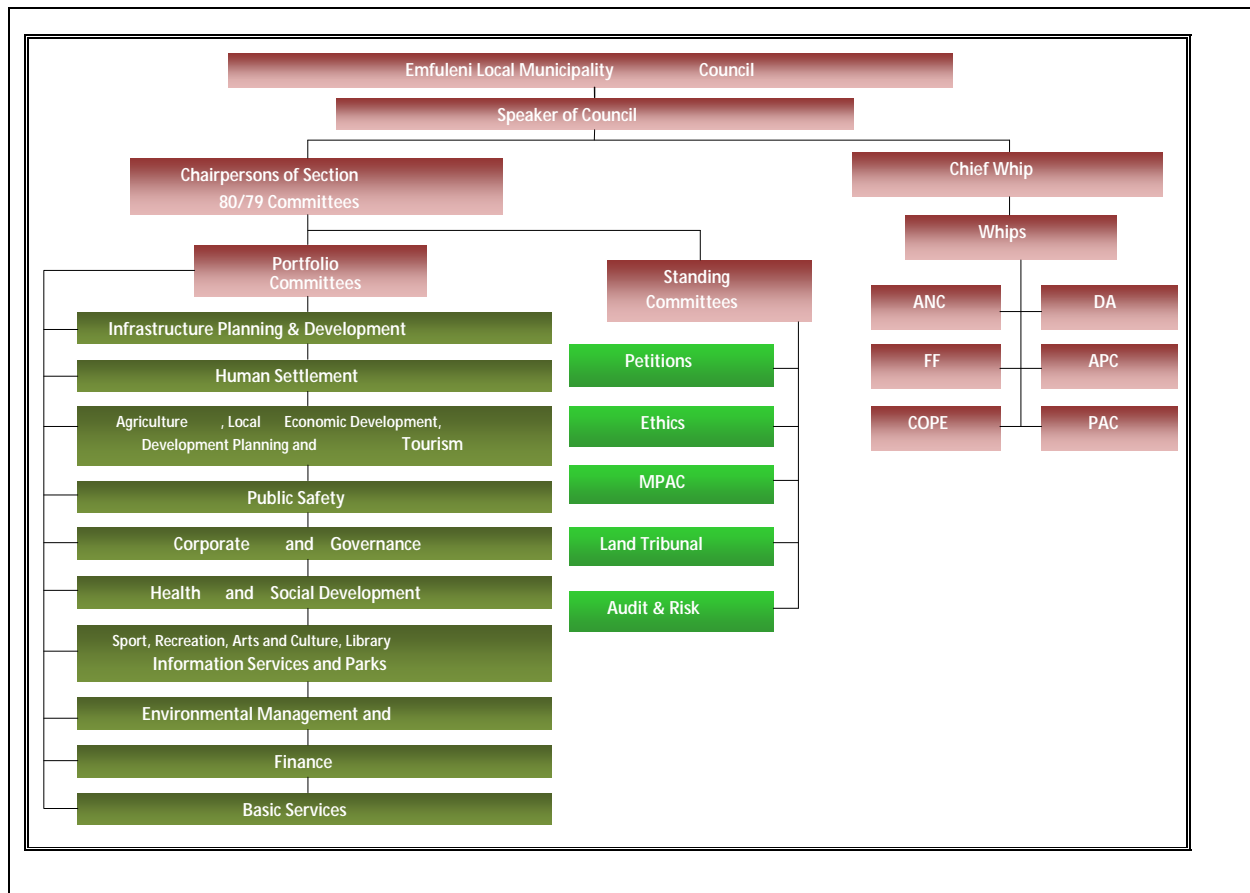 Emfuleni Local Municipality Council
Speaker of Council
Chairpersons of Section
80/79 Committees
Chief Whip
Whips
Portfolio
Committees
Standing
Committees
ANC
DA
FF
APC
COPE
PAC
Infrastructure Planning & Development
Human Settlement
Agriculture , Local Economic Development,
Development Planning and Tourism
Public Safety
Corporate and Governance
Health and Social Development
Sport, Recreation, Arts and Culture, Library
Information Services and Parks
Environmental Management and
Finance
Basic Services
Petitions
Ethics
MPAC
Land Tribunal
Audit & Risk